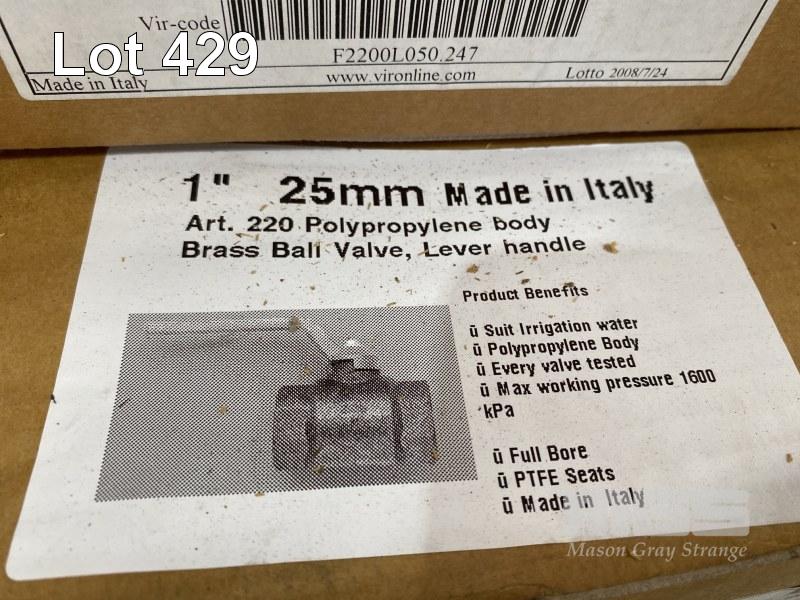 Vir-code
Lot 429
F2200L050.247
Made in Italy
www.vironline.com
Lotto 2008/7/24
1" 25mm Made in Italy
Art. 220 Polypropylene body
Brass Ball Valve, Lever handle
Product Benefits
ū Suit Irrigation water
ū Polypropylene Body
ū Every valve tested
ū Max working pressure 1600
kPa
ū Full Bore
ū PTFE Seats
ū Made in Italy
Mason Gray Strange